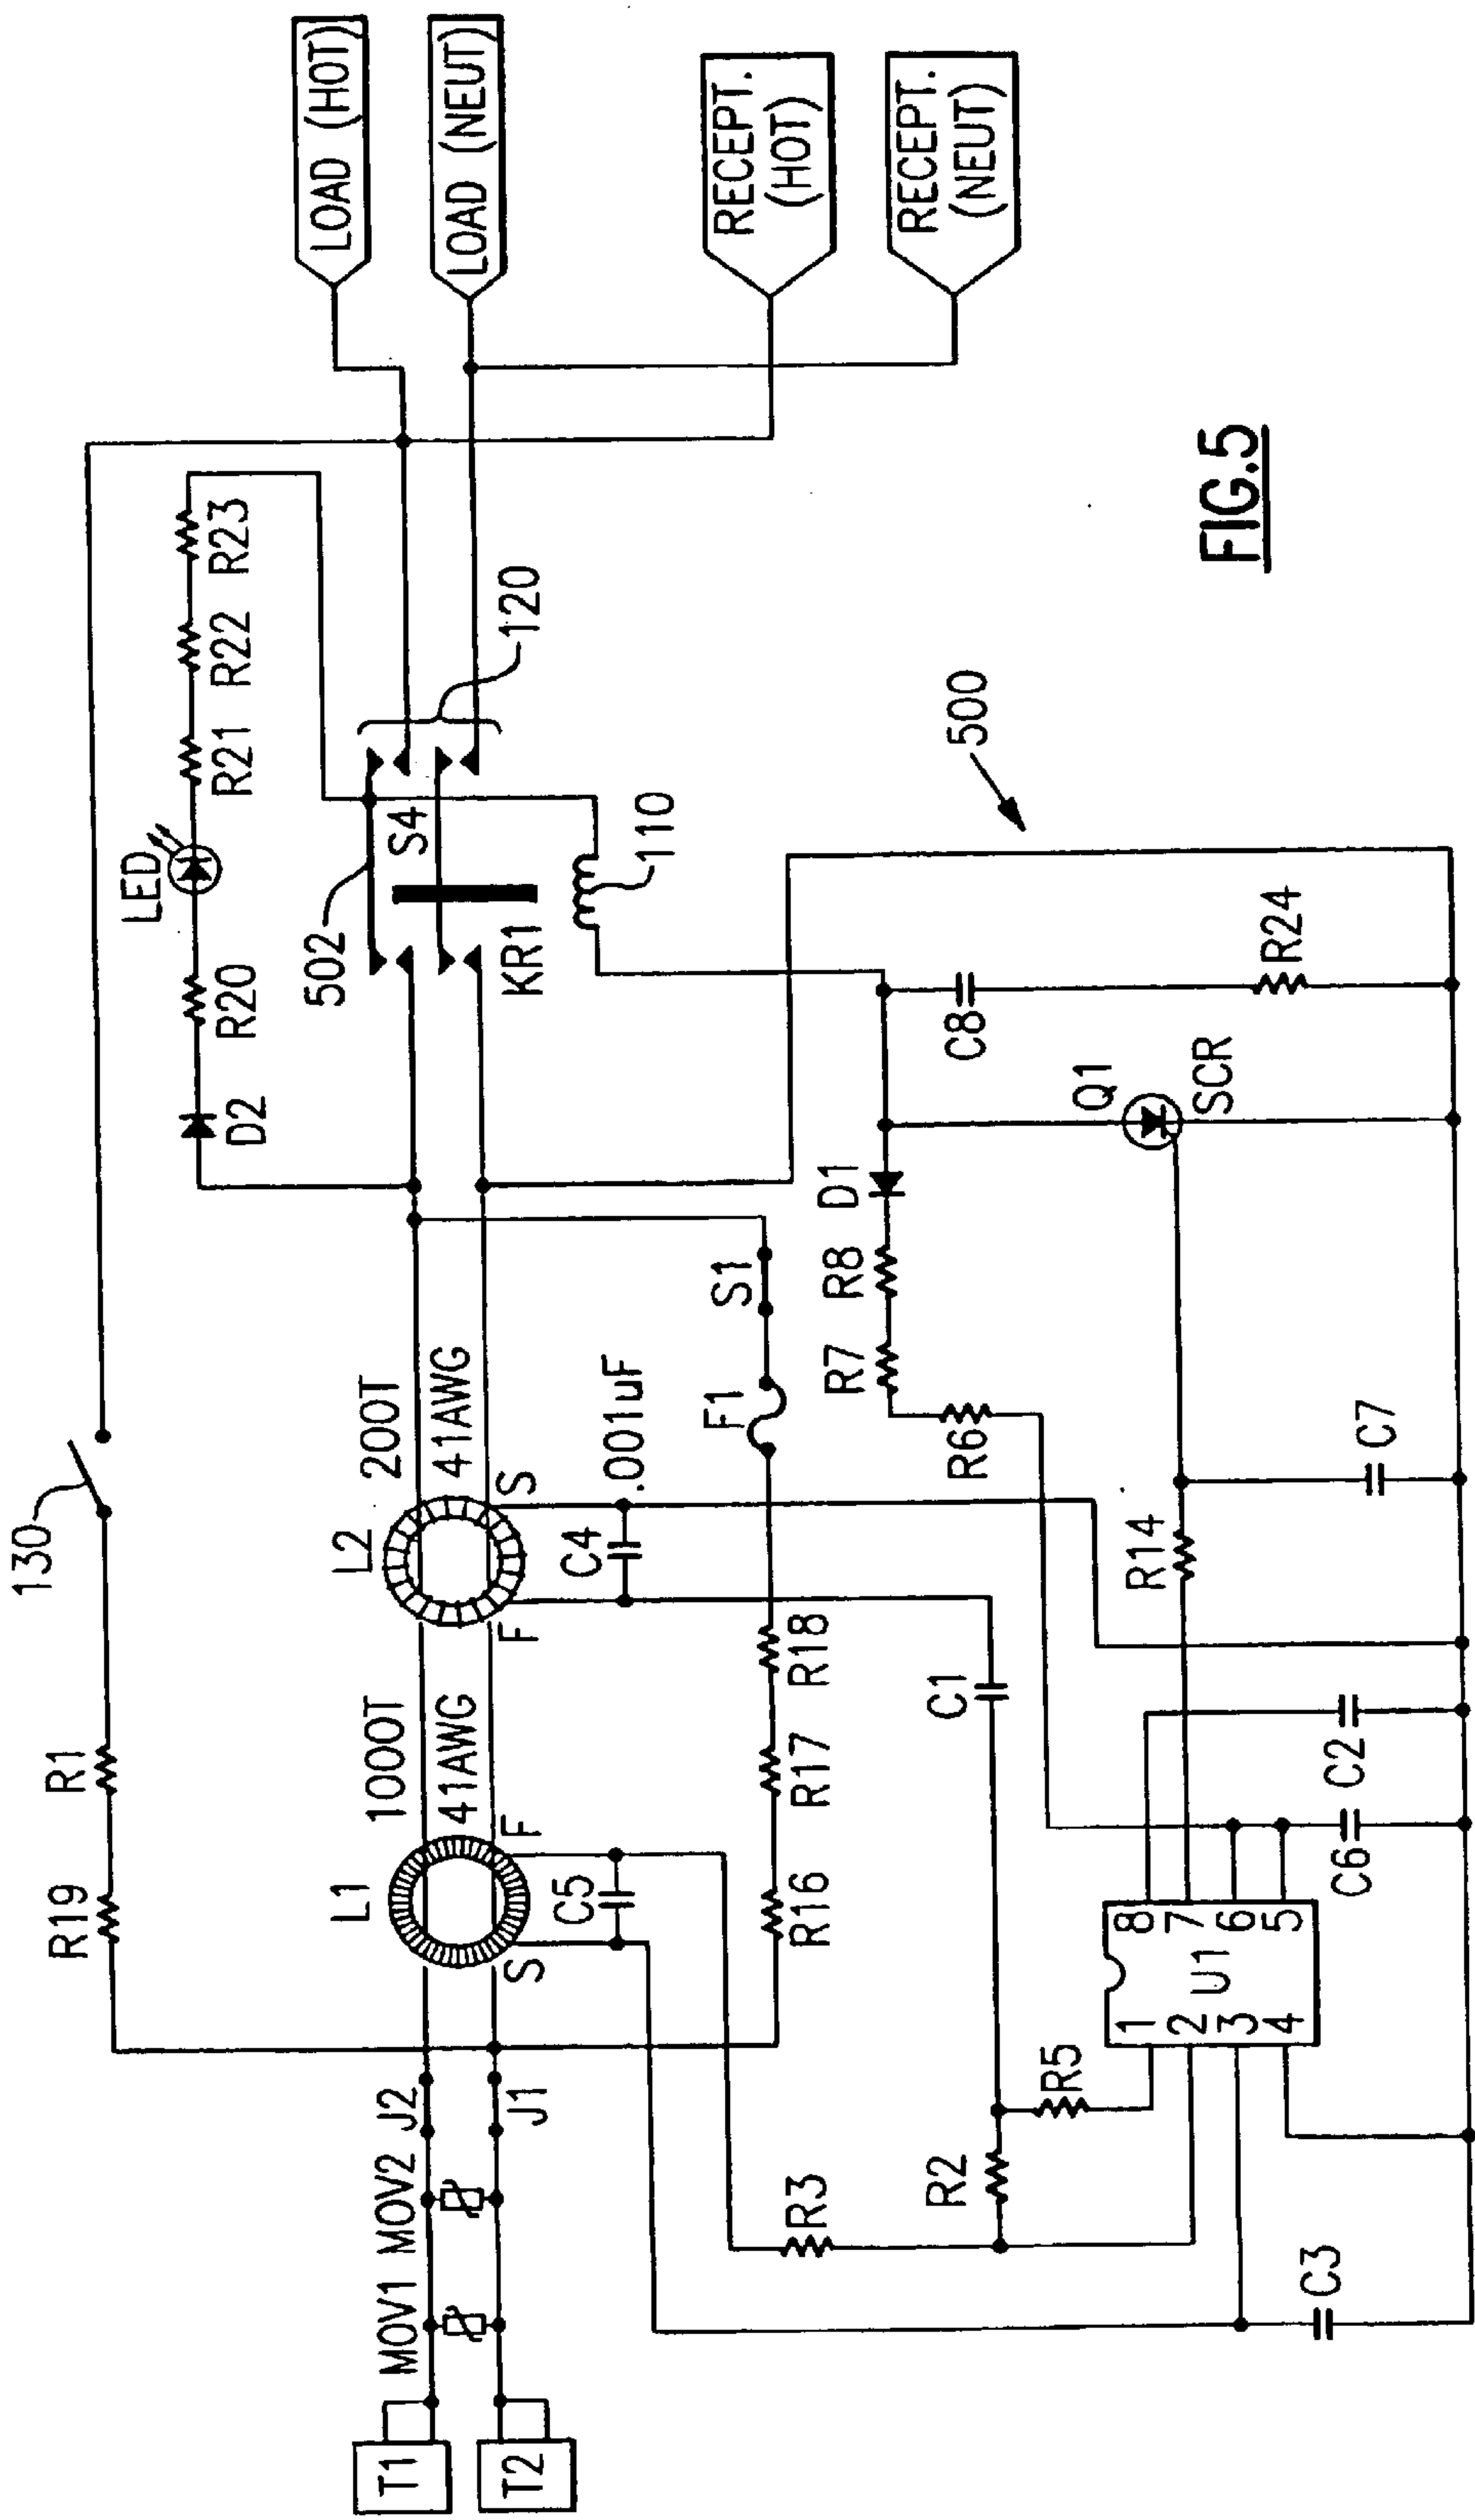 130
R19
R1
LED
D2
R20
R21
R22
R23
LOAD (HOT)
LOAD (NEUT)
RECEPT.
(HOT)
RECEPT.
(NEUT)
T1
T2
MOV1
MOV2
J2
J1
L1
1000T
41AWG
S
F
L2
200T
41AWG
F
S
502
S4
KR1
120
110
C5
C4
.001uF
F1
S1
R16
R17
R18
R3
R2
C1
R6
R7
R8
D1
C8
500
R5
R14
Q1
SCR
R24
U1
1
2
3
4
8
7
6
5
C3
C6
C2
C7
FIG.5